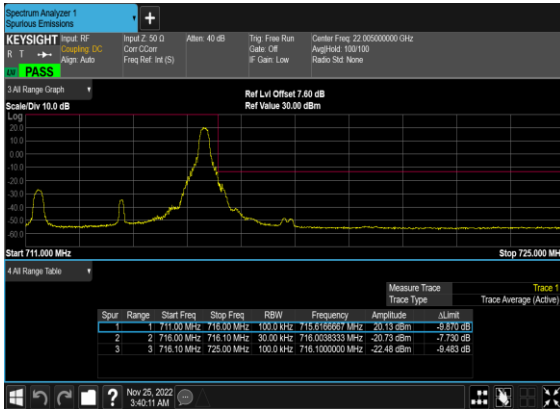 Spectrum Analyzer 1
Spurious Emissions
+
KEYSIGHT Input: RF Input Z: 50 Ω Atten: 40 dB Trig: Free Run Center Freq: 22.005000000 GHz
R T Coupling: DC Corr CCorr Gate: Off Avg|Hold: 100/100
Align: Auto Freq Ref: Int (S) IF Gain: Low Radio Std: None
PASS
3 All Range Graph
Ref Lvl Offset 7.60 dB
Scale/Div 10.0 dB Ref Value 30.00 dBm
Log
20.0
10.0
0.00
-10.0
-20.0
-30.0
-40.0
-50.0
-60.0
Start 711.000 MHz Stop 725.000 MH
4 All Range Table
Measure Trace Trace 1
Trace Type Trace Average (Active)
Spur Range Start Freq Stop Freq RBW Frequency Amplitude ΔLimit
1 1 711.00 MHz 716.00 MHz 100.0 kHz 715.6166667 MHz 20.13 dBm -9.870 dB
2 2 716.00 MHz 716.10 MHz 30.00 kHz 716.0038333 MHz -20.73 dBm -7.730 dB
3 3 716.10 MHz 725.00 MHz 100.0 kHz 716.1000000 MHz -22.48 dBm -9.483 dB
? Nov 25, 2022
3:40:11 AM